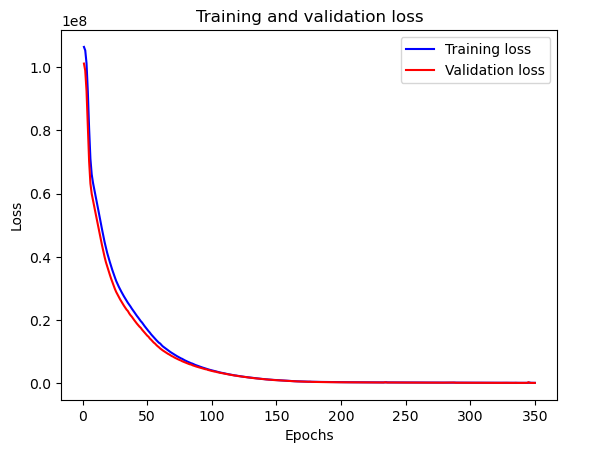 Training and validation loss
1e8
Training loss
Validation loss
1.0
0.8
0.6
0.4
0.2
0.0
Loss
0 50 100 150 200 250 300 350
Epochs